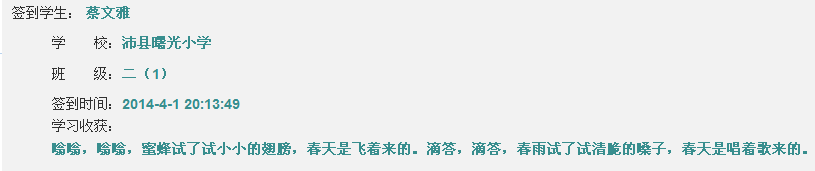 签到学生： 蔡文雅
学 校：沛县曙光小学
班 级：二（1）
签到时间：2014-4-1 20:13:49
学习收获：
嗡嗡，嗡嗡，蜜蜂试了试小小的翅膀，春天是飞着来的。滴答，滴答，春雨试了试清脆的嗓子，春天是唱着歌来的。